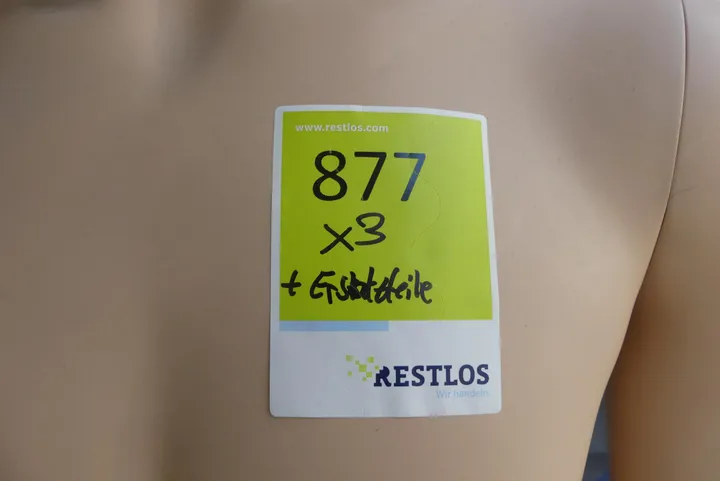 www.restlos.com
877
x3
+ Ersatzteile
RESTLOS
Wir handeln.